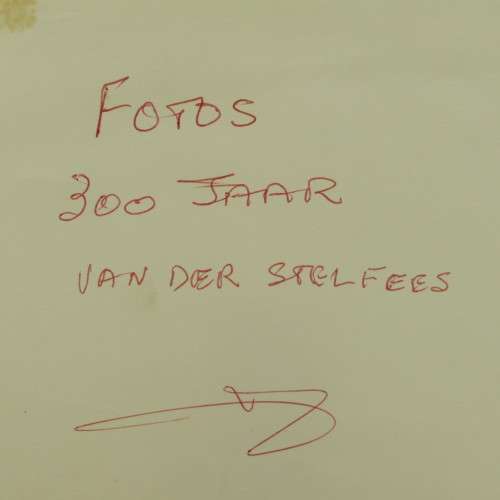 FOTOS
300 JAAR
VAN DER STELFEES